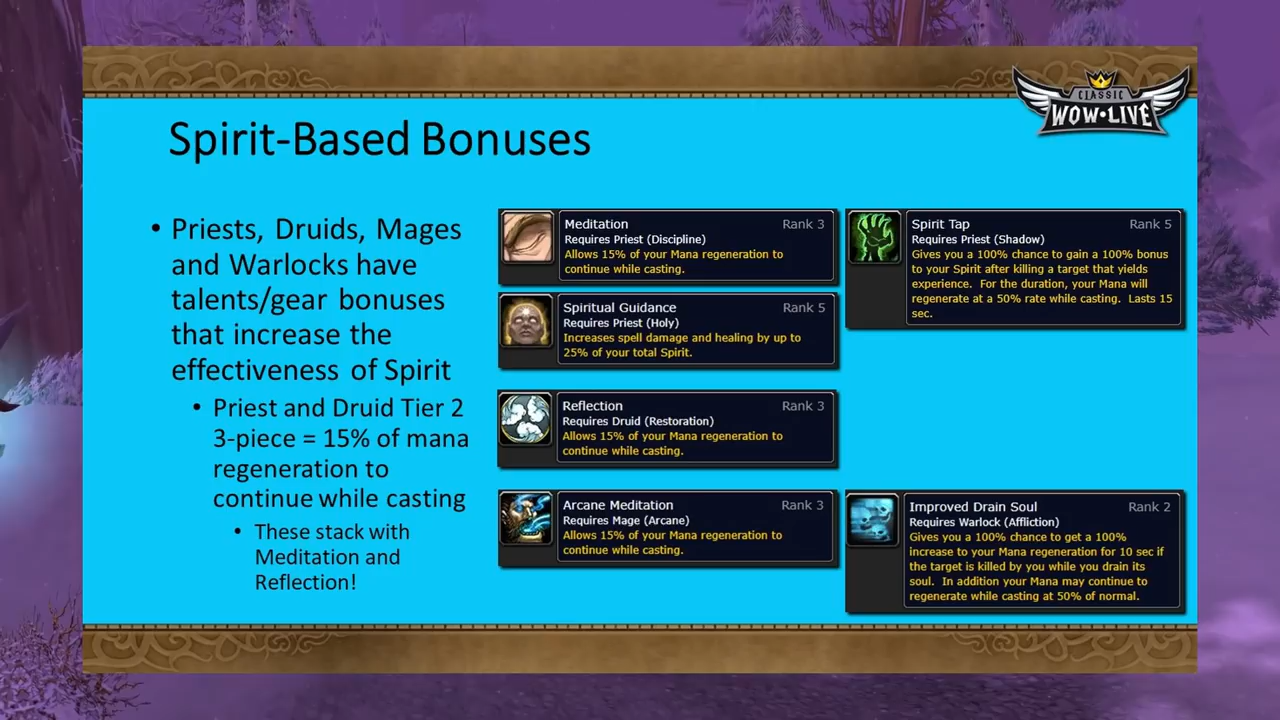 CLASSIC
WOW•LIVE
Spirit-Based Bonuses
• Priests, Druids, Mages
and Warlocks have
talents/gear bonuses
that increase the
effectiveness of Spirit
• Priest and Druid Tier 2
3-piece = 15% of mana
regeneration to
continue while casting
• These stack with
Meditation and
Reflection!
Meditation Rank 3
Requires Priest (Discipline)
Allows 15% of your Mana regeneration to
continue while casting.
Spirit Tap Rank 5
Requires Priest (Shadow)
Gives you a 100% chance to gain a 100% bonus
to your Spirit after killing a target that yields
experience. For the duration, your Mana will
regenerate at a 50% rate while casting. Lasts 15
sec.
Spiritual Guidance Rank 5
Requires Priest (Holy)
Increases spell damage and healing by up to
25% of your total Spirit.
Reflection Rank 3
Requires Druid (Restoration)
Allows 15% of your Mana regeneration to
continue while casting.
Arcane Meditation Rank 3
Requires Mage (Arcane)
Allows 15% of your Mana regeneration to
continue while casting.
Improved Drain Soul Rank 2
Requires Warlock (Affliction)
Gives you a 100% chance to get a 100%
increase to your Mana regeneration for 10 sec if
the target is killed by you while you drain its
soul. In addition your Mana may continue to
regenerate while casting at 50% of normal.